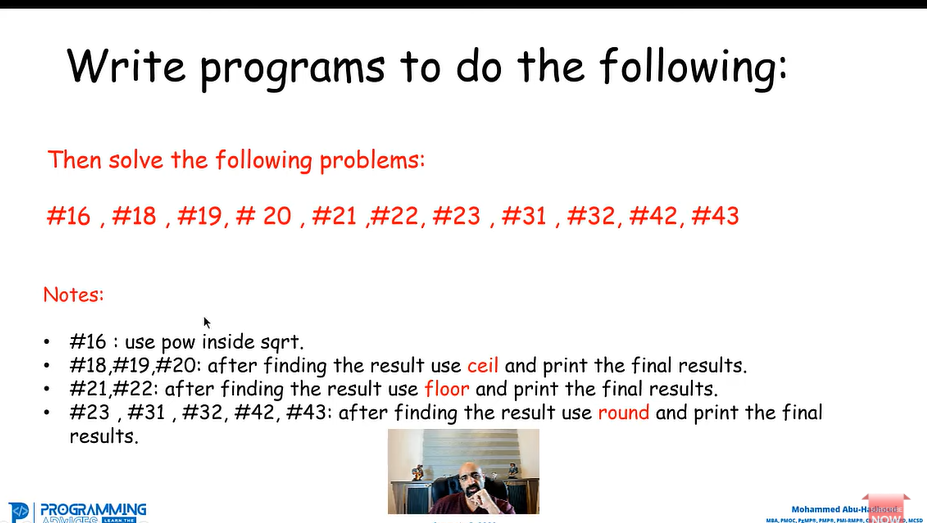 Write programs to do the following:
Then solve the following problems:
#16 , #18 , #19, # 20 , #21 ,#22, #23 , #31 , #32, #42, #43
Notes:
• #16 : use pow inside sqrt.
• #18,#19,#20: after finding the result use ceil and print the final results.
• #21,#22: after finding the result use floor and print the final results.
• #23 , #31 , #32, #42, #43: after finding the result use round and print the final
results.
PROGRAMMING
ADVICES LEARN THE
Mohammed Abu-Hadhoud
MBA, PMOC, PgMP®, PMP®, PMI-RMP®,
MCSD
NOW